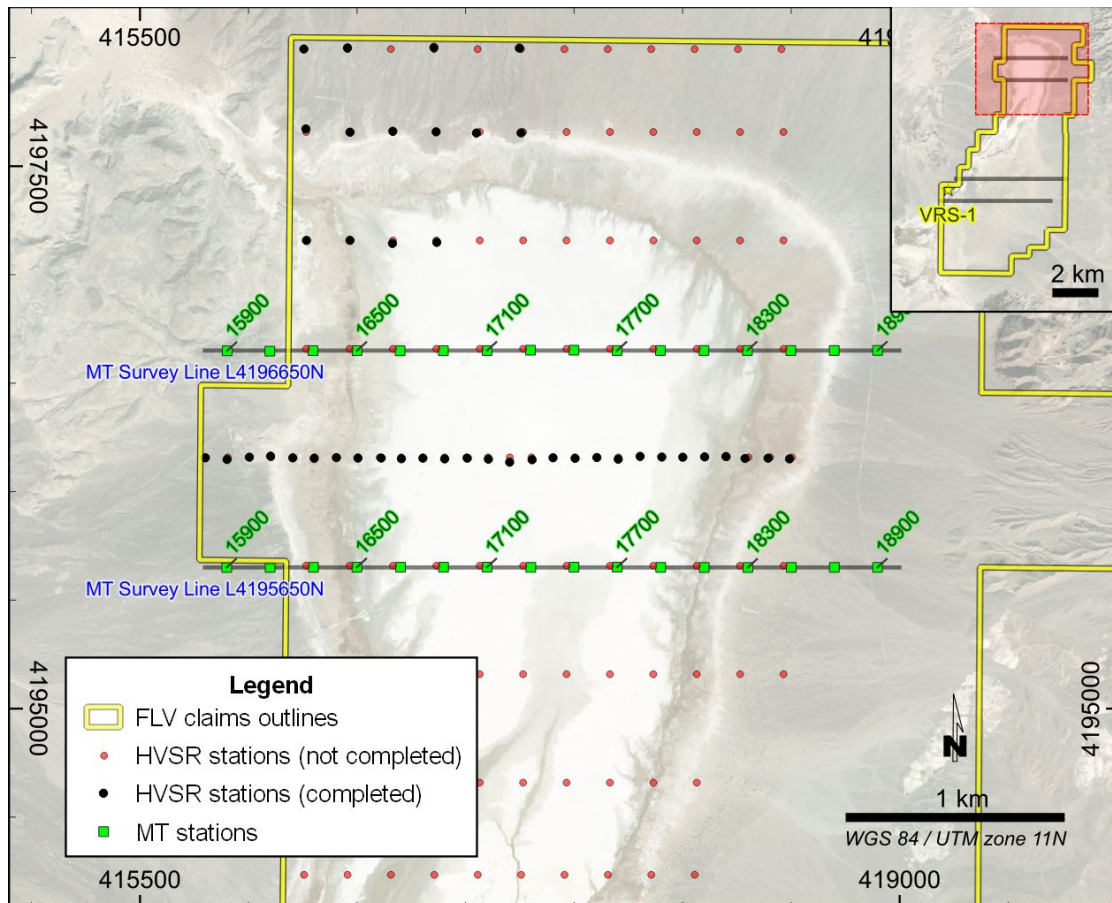 415500
4197500
VRS-1
2 km
15900
16500
17100
17700
18300
MT Survey Line L4196650N
15900
16500
17100
17700
18300
18900
MT Survey Line L4195650N
Legend
FLV claims outlines
HVSR stations (not completed)
HVSR stations (completed)
MT stations
4195000
4195000
N
1 km
WGS 84 / UTM zone 11N
415500
419000